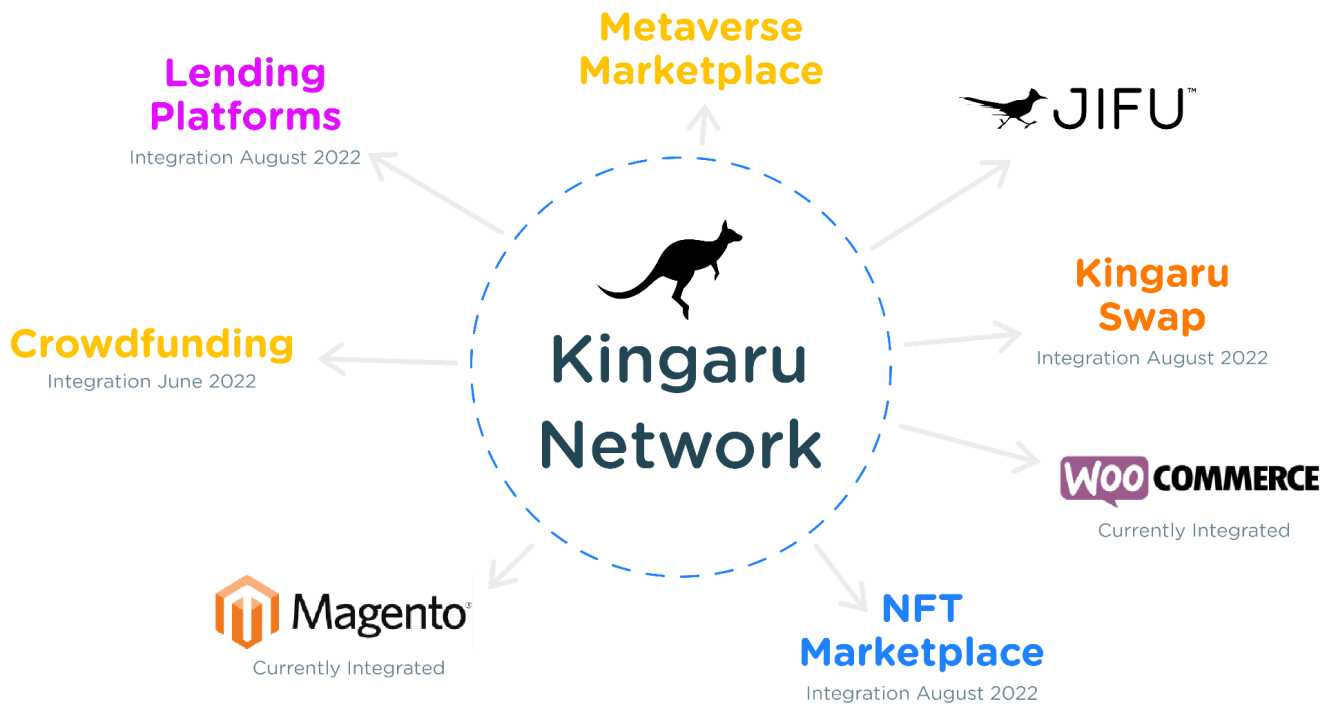 Metaverse
Marketplace
Lending
Platforms
Integration August 2022
JIFU™
Kingaru
Swap
Integration August 2022
Crowdfunding
Integration June 2022
Kingaru
Network
WOO COMMERCE
Currently Integrated
Magento®
Currently Integrated
NFT
Marketplace
Integration August 2022